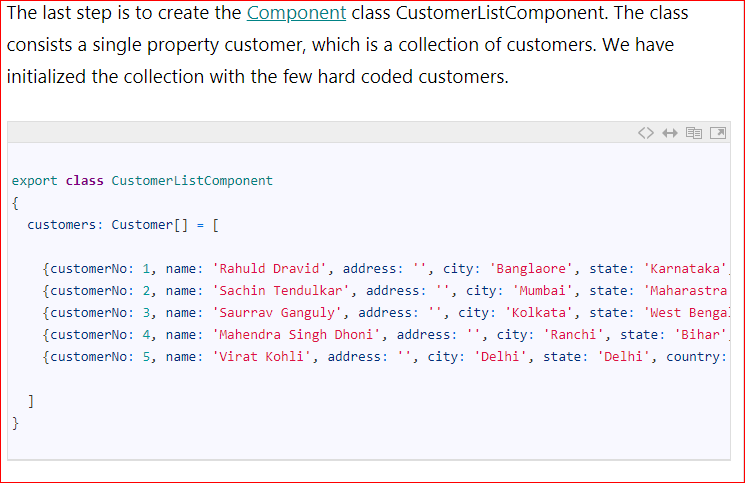 The last step is to create the Component class CustomerListComponent. The class
consists a single property customer, which is a collection of customers. We have
initialized the collection with the few hard coded customers.
export class CustomerListComponent
{
customers: Customer[] = [
{customerNo: 1, name: 'Rahuld Dravid', address: '', city: 'Banglaore', state: 'Karnataka',
{customerNo: 2, name: 'Sachin Tendulkar', address: '', city: 'Mumbai', state: 'Maharastra
{customerNo: 3, name: 'Saurrav Ganguly', address: '', city: 'Kolkata', state: 'West Bengal
{customerNo: 4, name: 'Mahendra Singh Dhoni', address: '', city: 'Ranchi', state: 'Bihar',
{customerNo: 5, name: 'Virat Kohli', address: '', city: 'Delhi', state: 'Delhi', country:
]
}